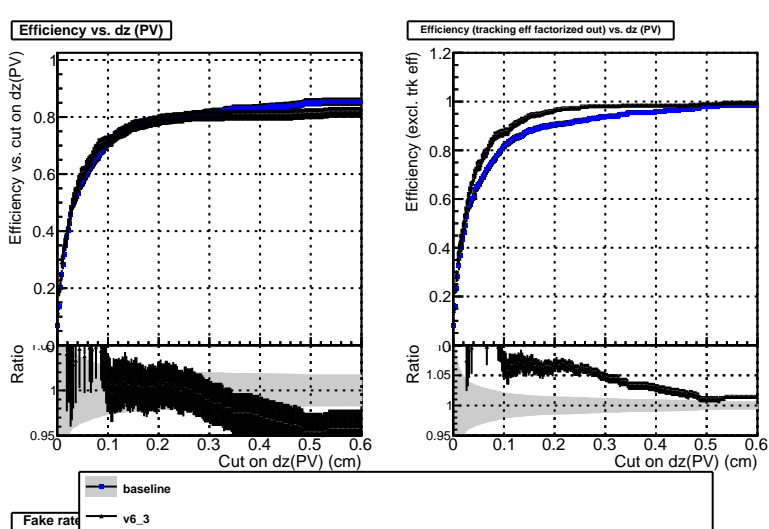 Efficiency vs. dz (PV)
Efficiency (tracking eff factorized out) vs. dz (PV)
Efficiency vs. cut on dz(PV)
1
0.8
0.6
0.4
0.2
Efficiency (excl. trk eff)
1.2
1
0.8
0.6
0.4
0.2
Ratio
1
0.95
0 0.1 0.2 0.3 0.4 0.5 0.6
Cut on dz(PV) (cm)
Ratio
1.05
1
0.95
0 0.1 0.2 0.3 0.4 0.5 0.6
Cut on dz(PV) (cm)
baseline
v6_3
Fake rate